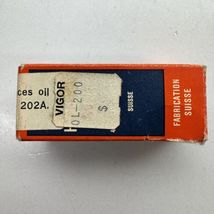 ces oil
202A.
VIGOR
OL-200
$
SUISSE
FABRICATION
SUISSE